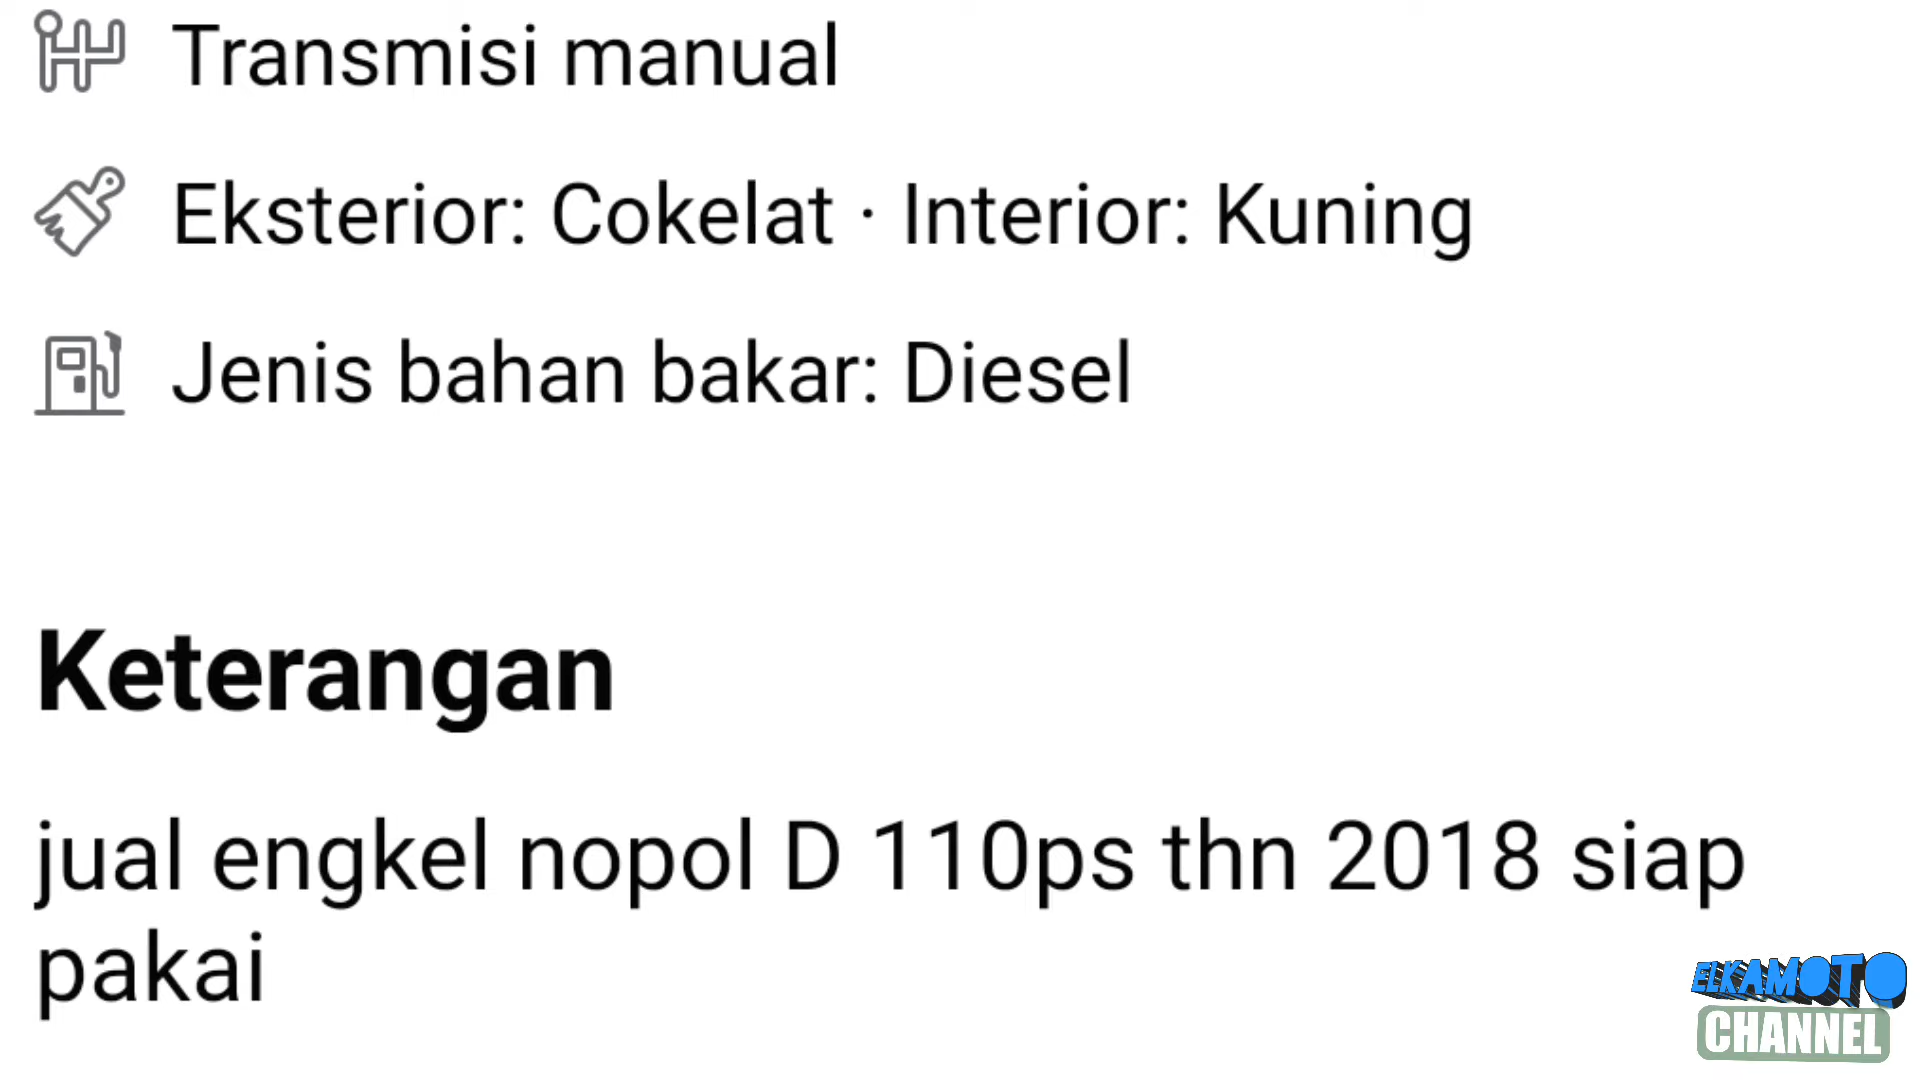 Transmisi manual
Eksterior: Cokelat · Interior: Kuning
Jenis bahan bakar: Diesel
Keterangan
jual engkel nopol D 110ps thn 2018 siap
pakai
ELKAMOTO
CHANNEL